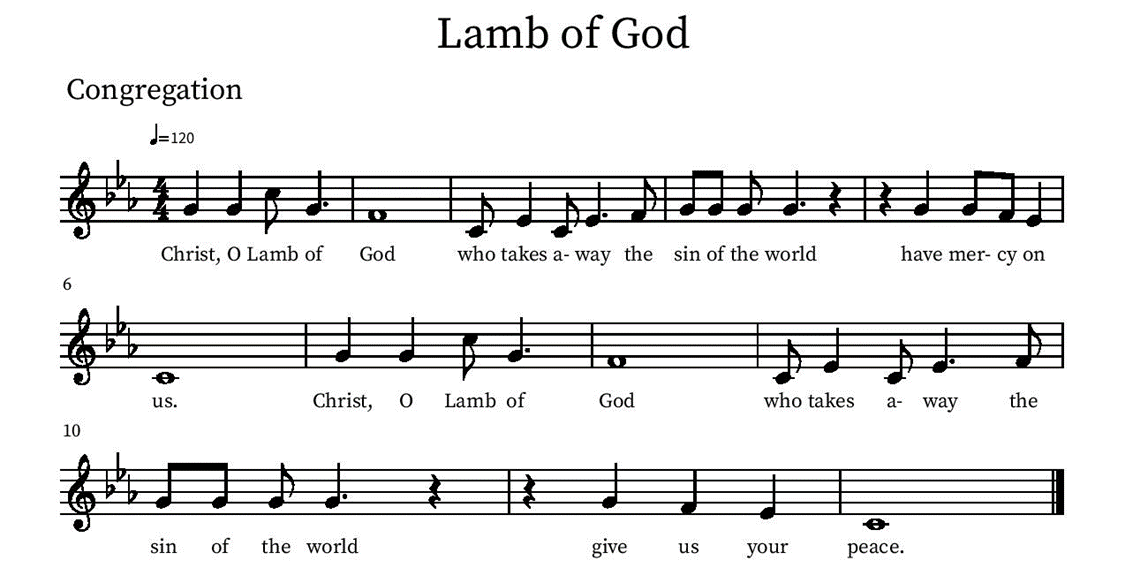 Lamb of God
Congregation
♩=120
4/4
Christ, O Lamb of God who takes a- way the sin of the world have mer- cy on
6
us. Christ, O Lamb of God who takes a- way the
10
sin of the world give us your peace.